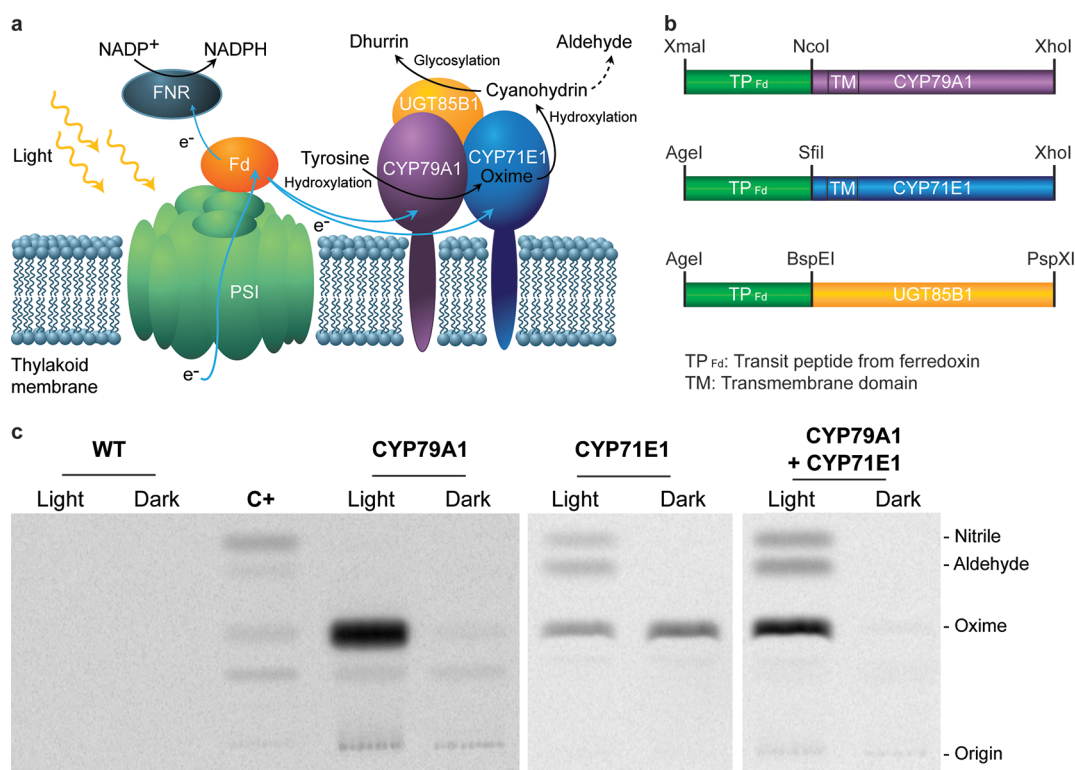 a
NADP+ NADPH
FNR
e-
Light
Fd
Dhurrin
Glycosylation
Aldehyde
Cyanohydrin
UGT85B1
Hydroxylation
Tyrosine
Hydroxylation
CYP79A1
CYP71E1
Oxime
e-
PSI
e-
Thylakoid
membrane
b
XmaI NcoI XhoI
TP Fd TM CYP79A1
AgeI SfiI XhoI
TP Fd TM CYP71E1
AgeI BspEI PspXI
TP Fd UGT85B1
TP Fd: Transit peptide from ferredoxin
TM: Transmembrane domain
c
WT CYP79A1 CYP71E1 CYP79A1
+ CYP71E1
Light Dark C+ Light Dark Light Dark Light Dark
- Nitrile
- Aldehyde
- Oxime
- Origin